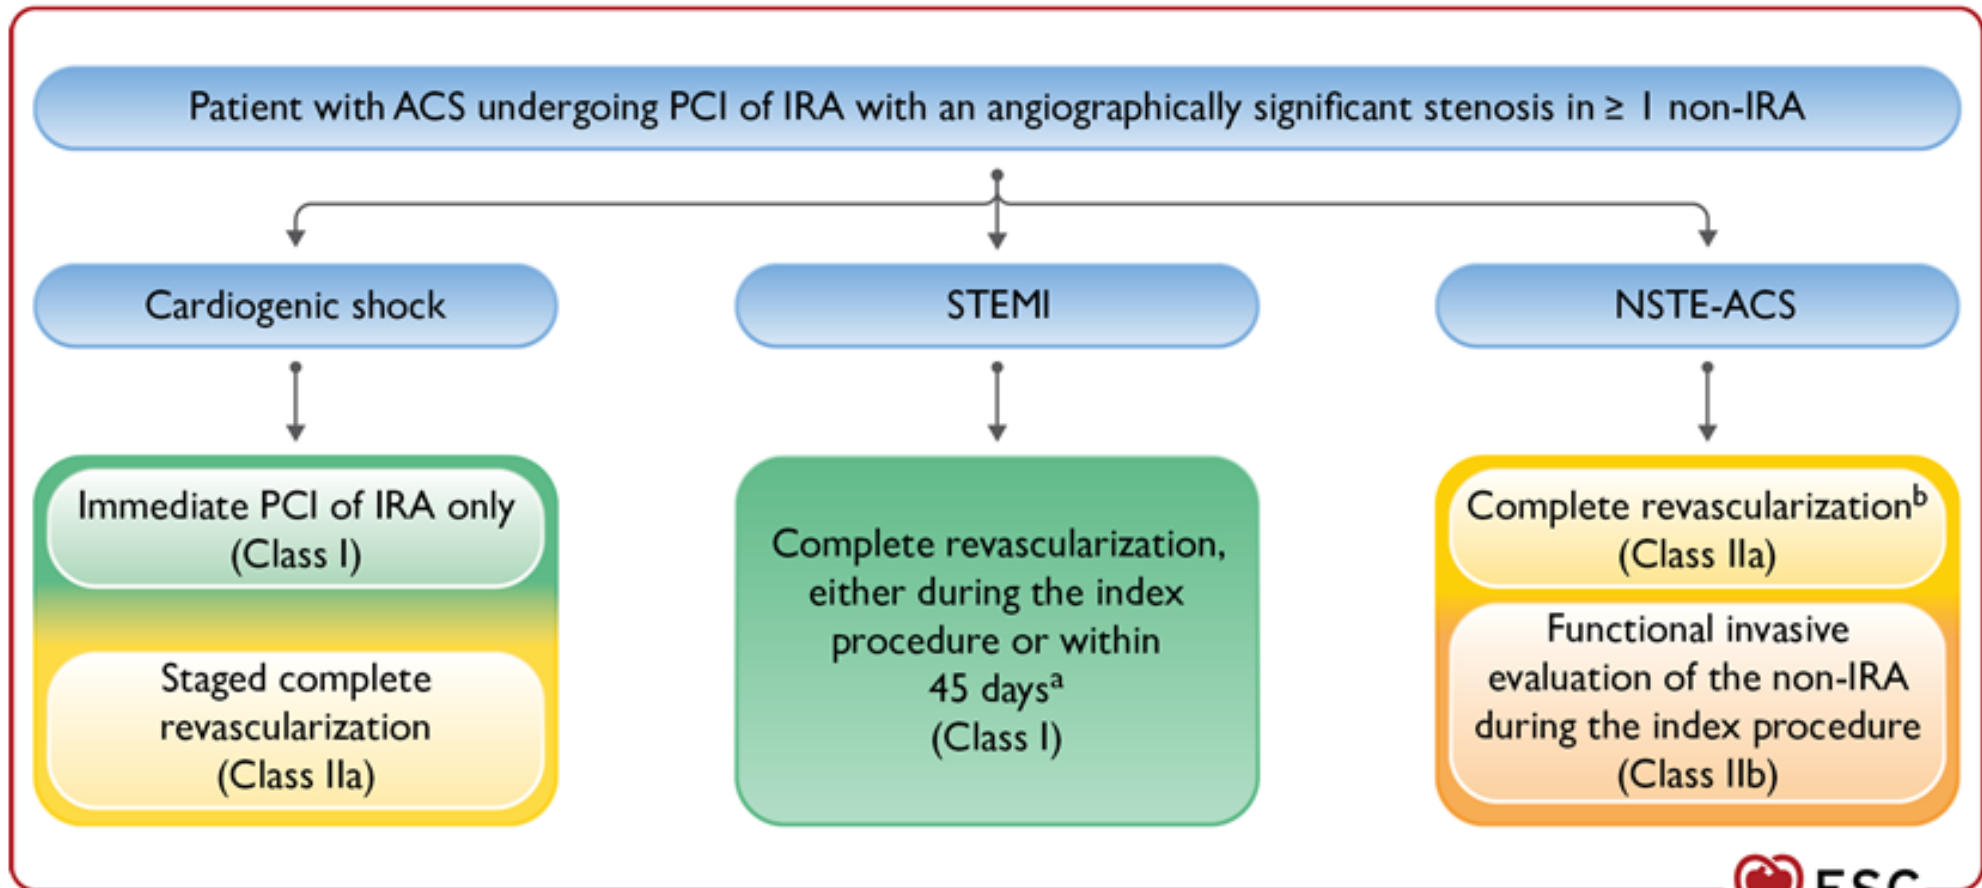 Patient with ACS undergoing PCI of IRA with an angiographically significant stenosis in ≥ 1 non-IRA
Cardiogenic shock
STEMI
NSTE-ACS
Immediate PCI of IRA only
(Class I)
Staged complete
revascularization
(Class IIa)
Complete revascularization,
either during the index
procedure or within
45 daysᵃ
(Class I)
Complete revascularizationᵇ
(Class IIa)
Functional invasive
evaluation of the non-IRA
during the index procedure
(Class IIb)
ESC